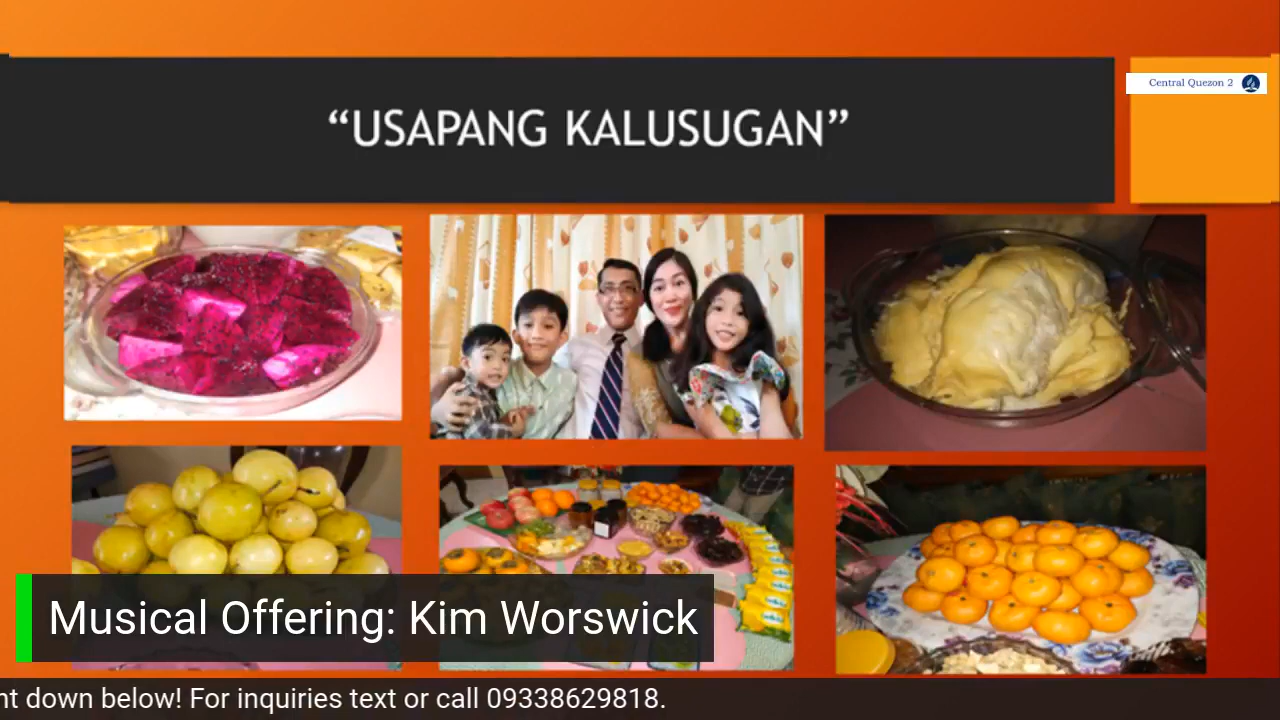 “USAPANG KALUSUGAN”
Central Quezon 2
Musical Offering: Kim Worswick
nt down below! For inquiries text or call 09338629818.